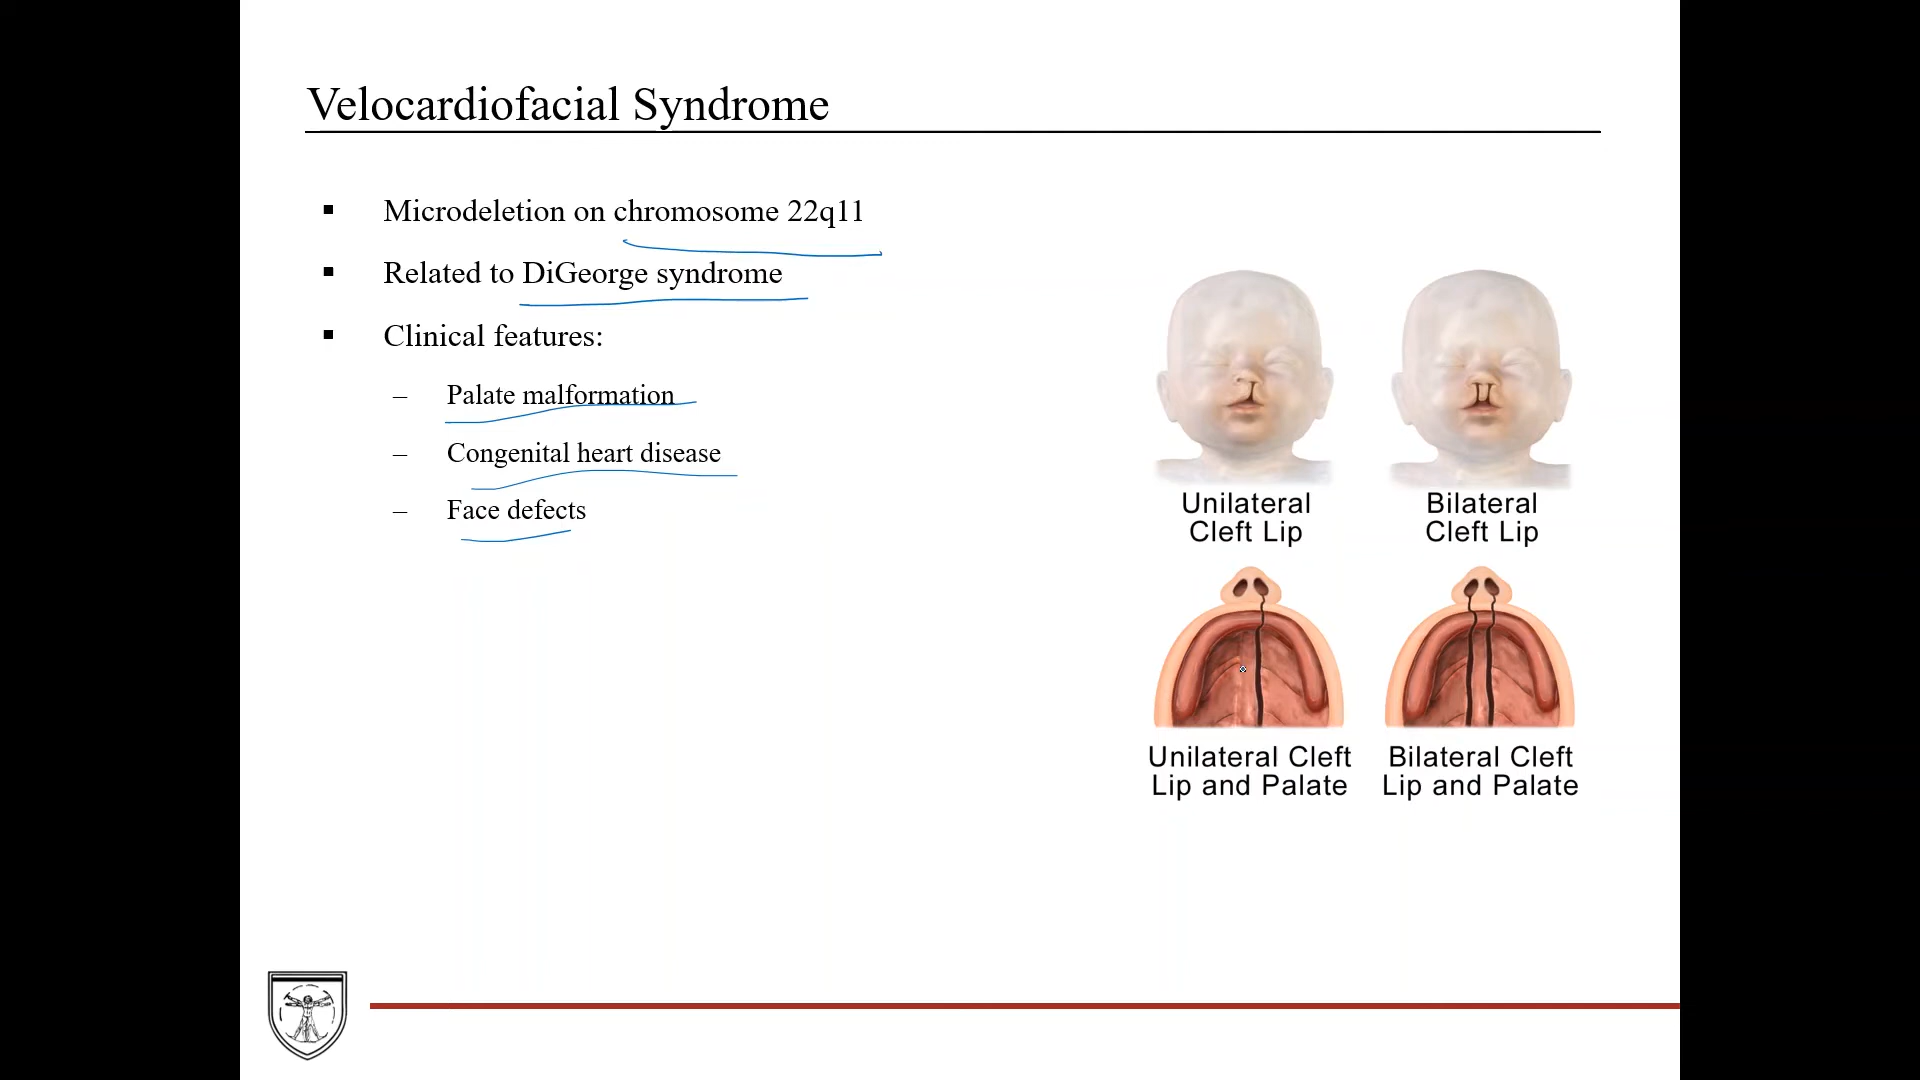 Velocardiofacial Syndrome
▪ Microdeletion on chromosome 22q11
▪ Related to DiGeorge syndrome
▪ Clinical features:
– Palate malformation
– Congenital heart disease
– Face defects
Unilateral
Cleft Lip
Bilateral
Cleft Lip
Unilateral Cleft
Lip and Palate
Bilateral Cleft
Lip and Palate